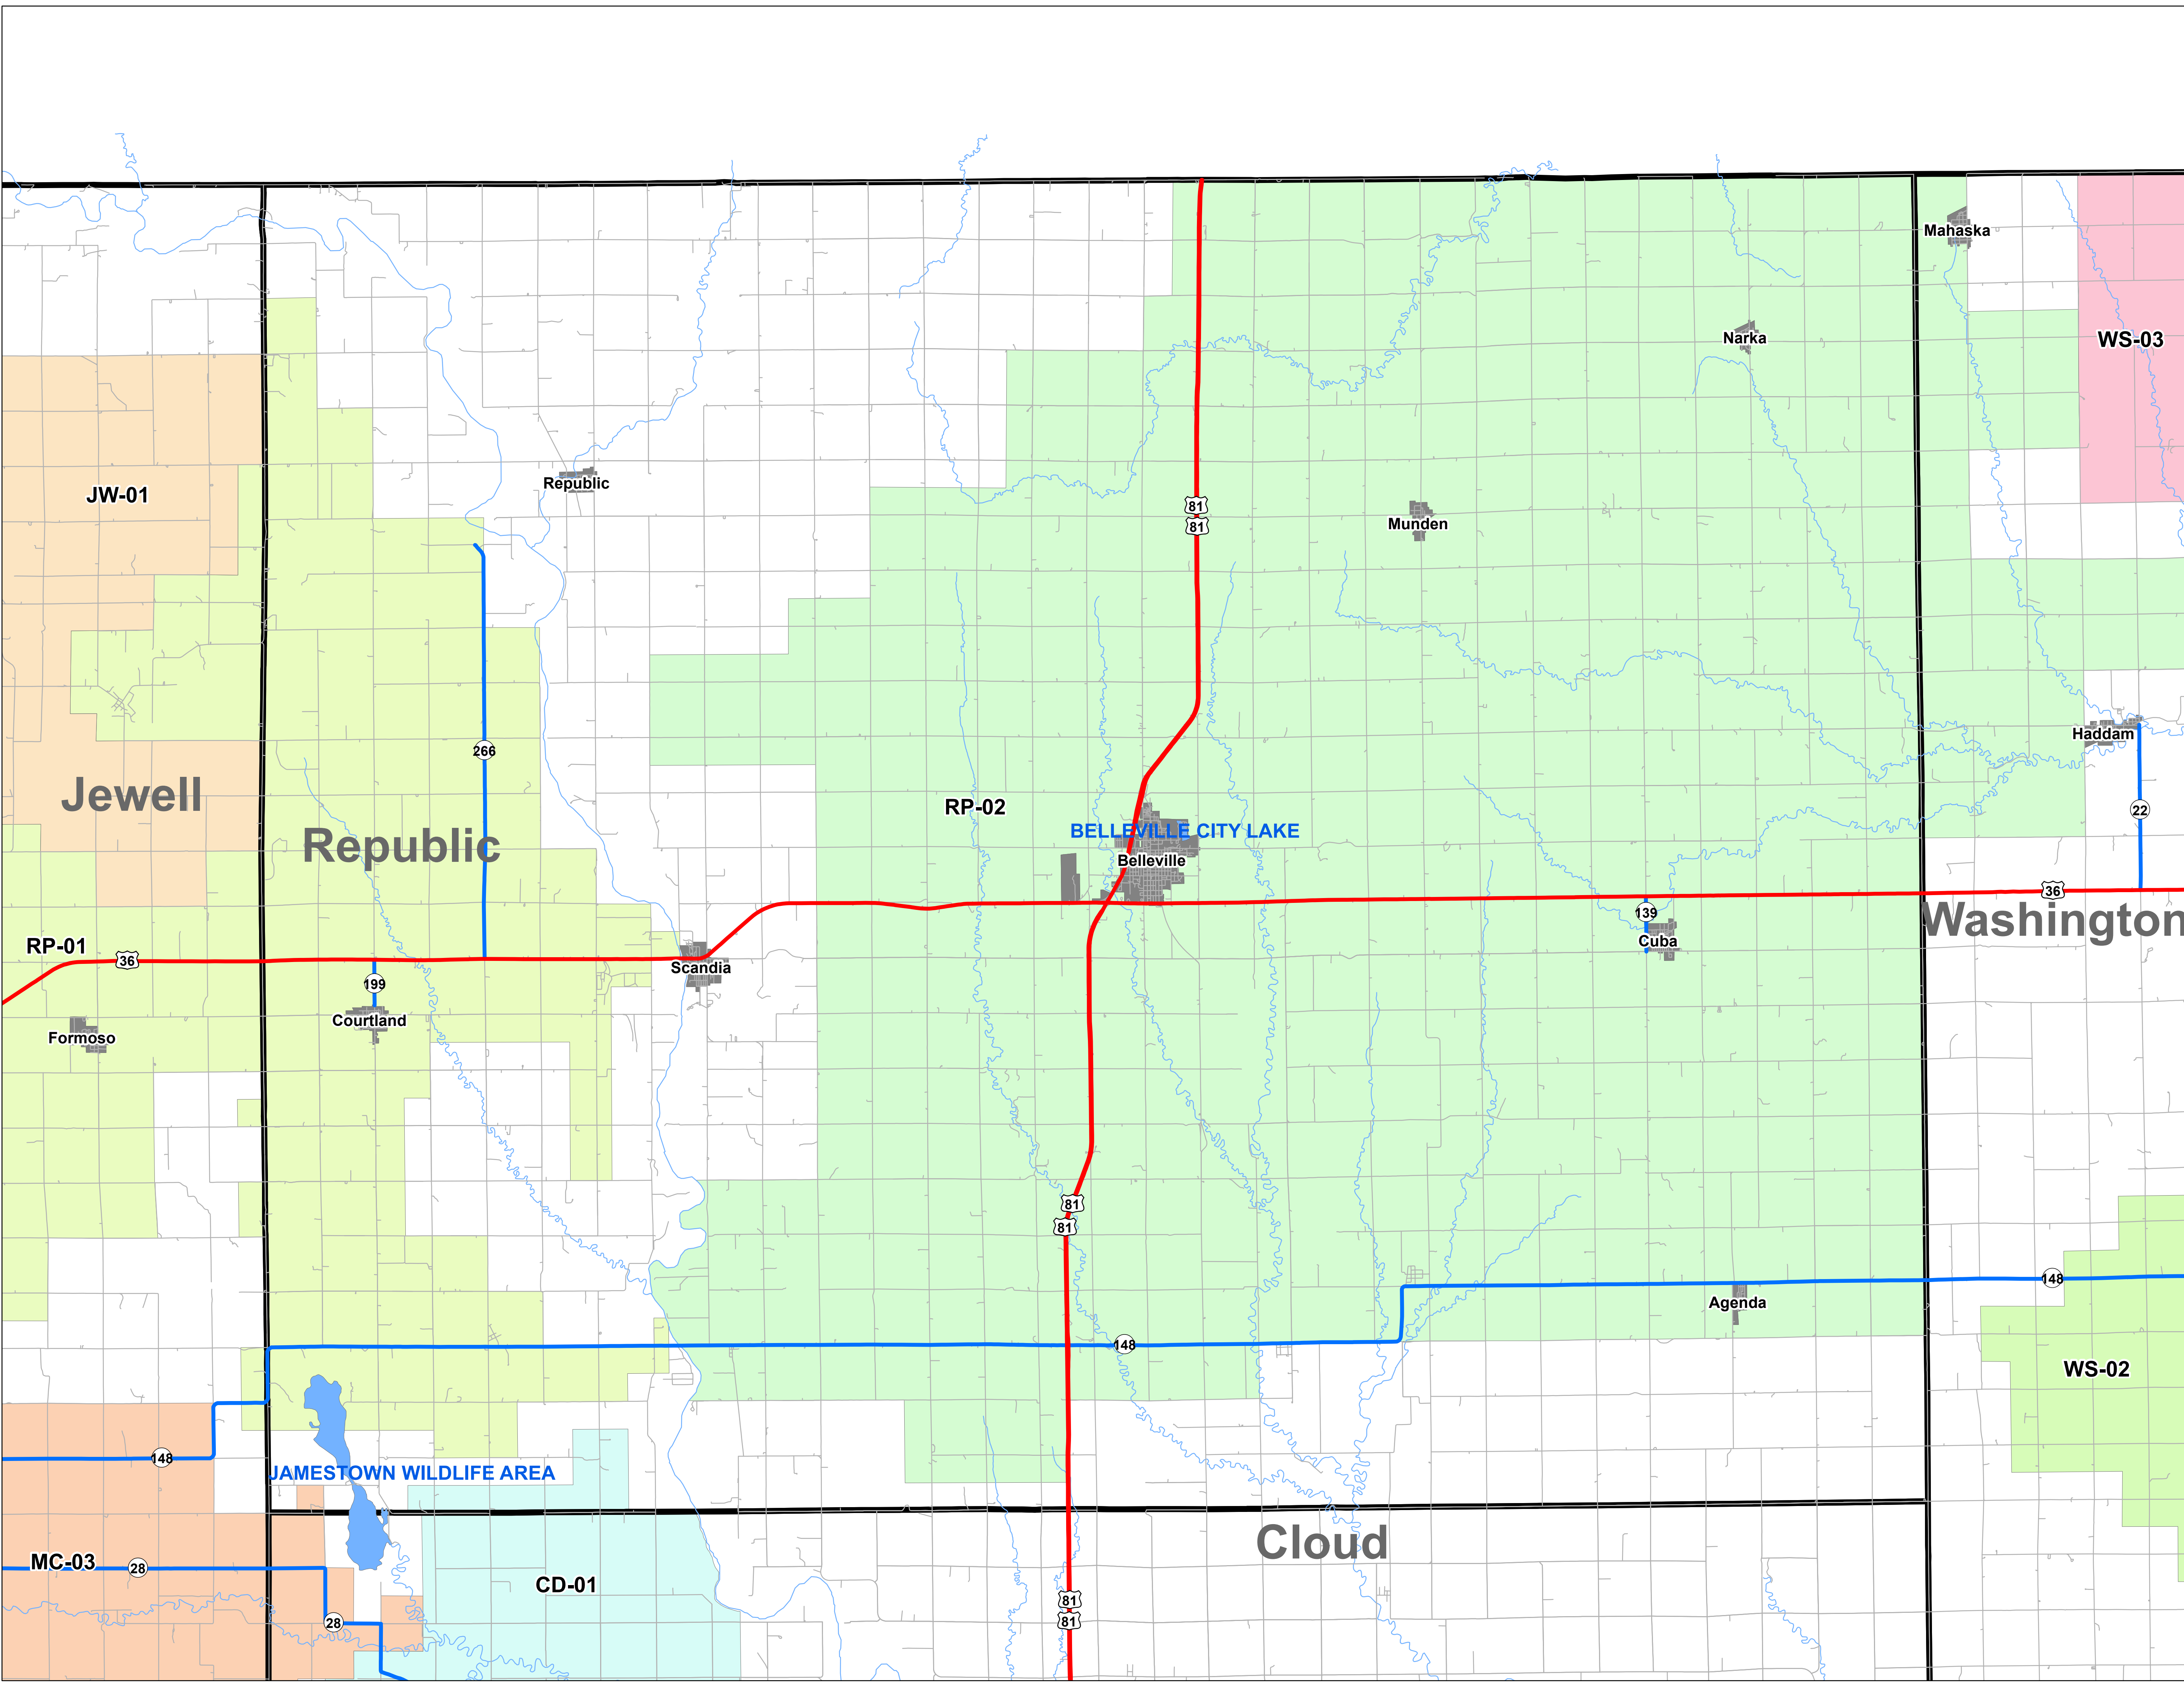 Mahaska
Narka
WS-03
Republic
JW-01
81
81
Munden
Haddam
266
Jewell
RP-02
22
BELLEVILLE CITY LAKE
Republic
Belleville
36
139
Washington
Cuba
RP-01
36
Scandia
199
Courtland
Formoso
81
81
148
Agenda
148
WS-02
148
JAMESTOWN WILDLIFE AREA
Cloud
MC-03
28
CD-01
81
81
28